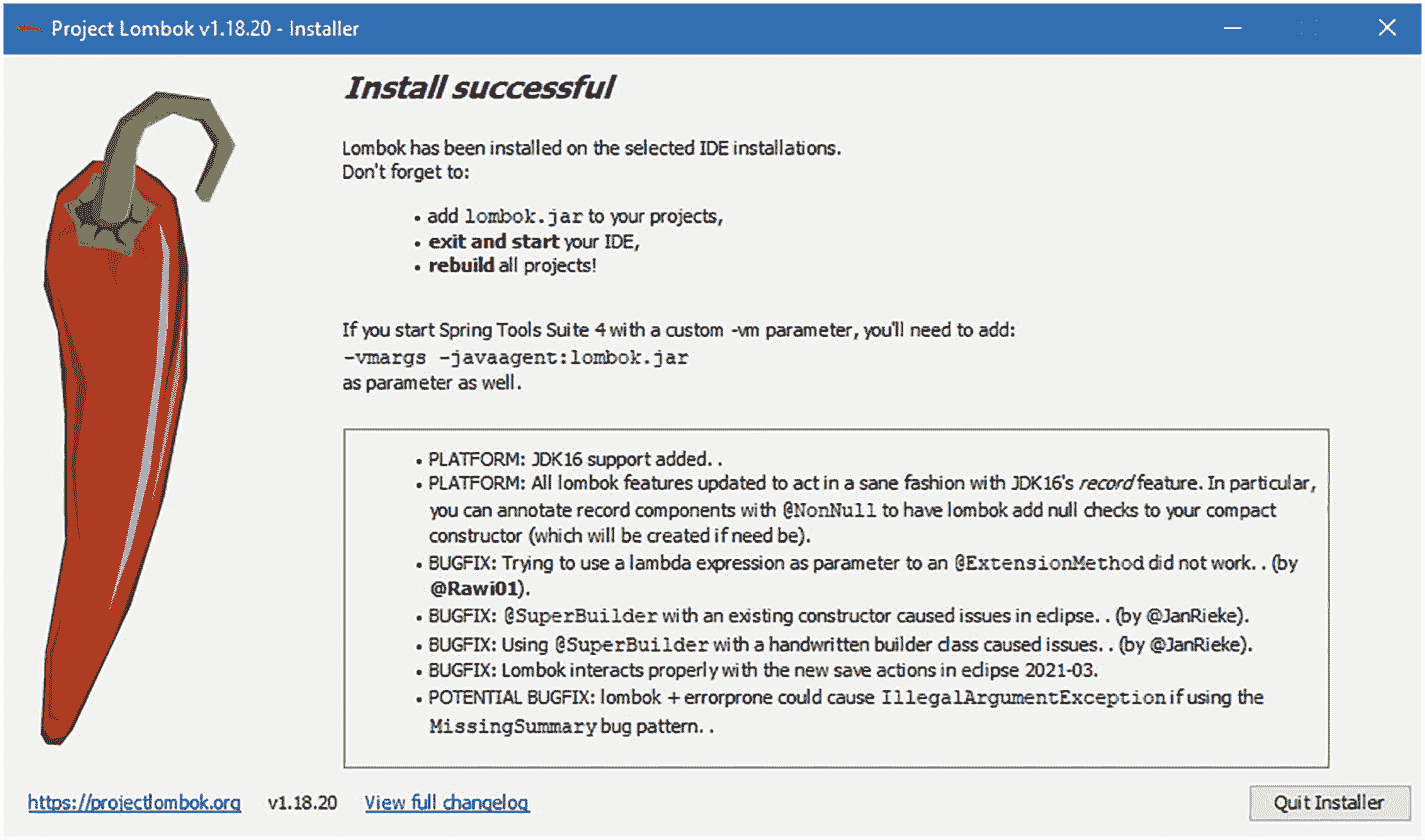 Project Lombok v1.18.20 - Installer
Install successful
Lombok has been installed on the selected IDE installations.
Don't forget to:
• add lombok.jar to your projects,
• exit and start your IDE,
• rebuild all projects!
If you start Spring Tools Suite 4 with a custom -vm parameter, you'll need to add:
-vmargs -javaagent:lombok.jar
as parameter as well.
• PLATFORM: JDK16 support added. .
• PLATFORM: All lombok features updated to act in a sane fashion with JDK16's record feature. In particular,
you can annotate record components with @NonNull to have lombok add null checks to your compact
constructor (which will be created if need be).
• BUGFIX: Trying to use a lambda expression as parameter to an @ExtensionMethod did not work. . (by
@Rawi01).
• BUGFIX: @SuperBuilder with an existing constructor caused issues in eclipse. . (by @JanRieke).
• BUGFIX: Using @SuperBuilder with a handwritten builder class caused issues. . (by @JanRieke).
• BUGFIX: Lombok interacts properly with the new save actions in eclipse 2021-03.
• POTENTIAL BUGFIX: lombok + errorprone could cause IllegalArgumentException if using the
MissingSummary bug pattern. .
https://projectlombok.org v1.18.20 View full changelog Quit Installer